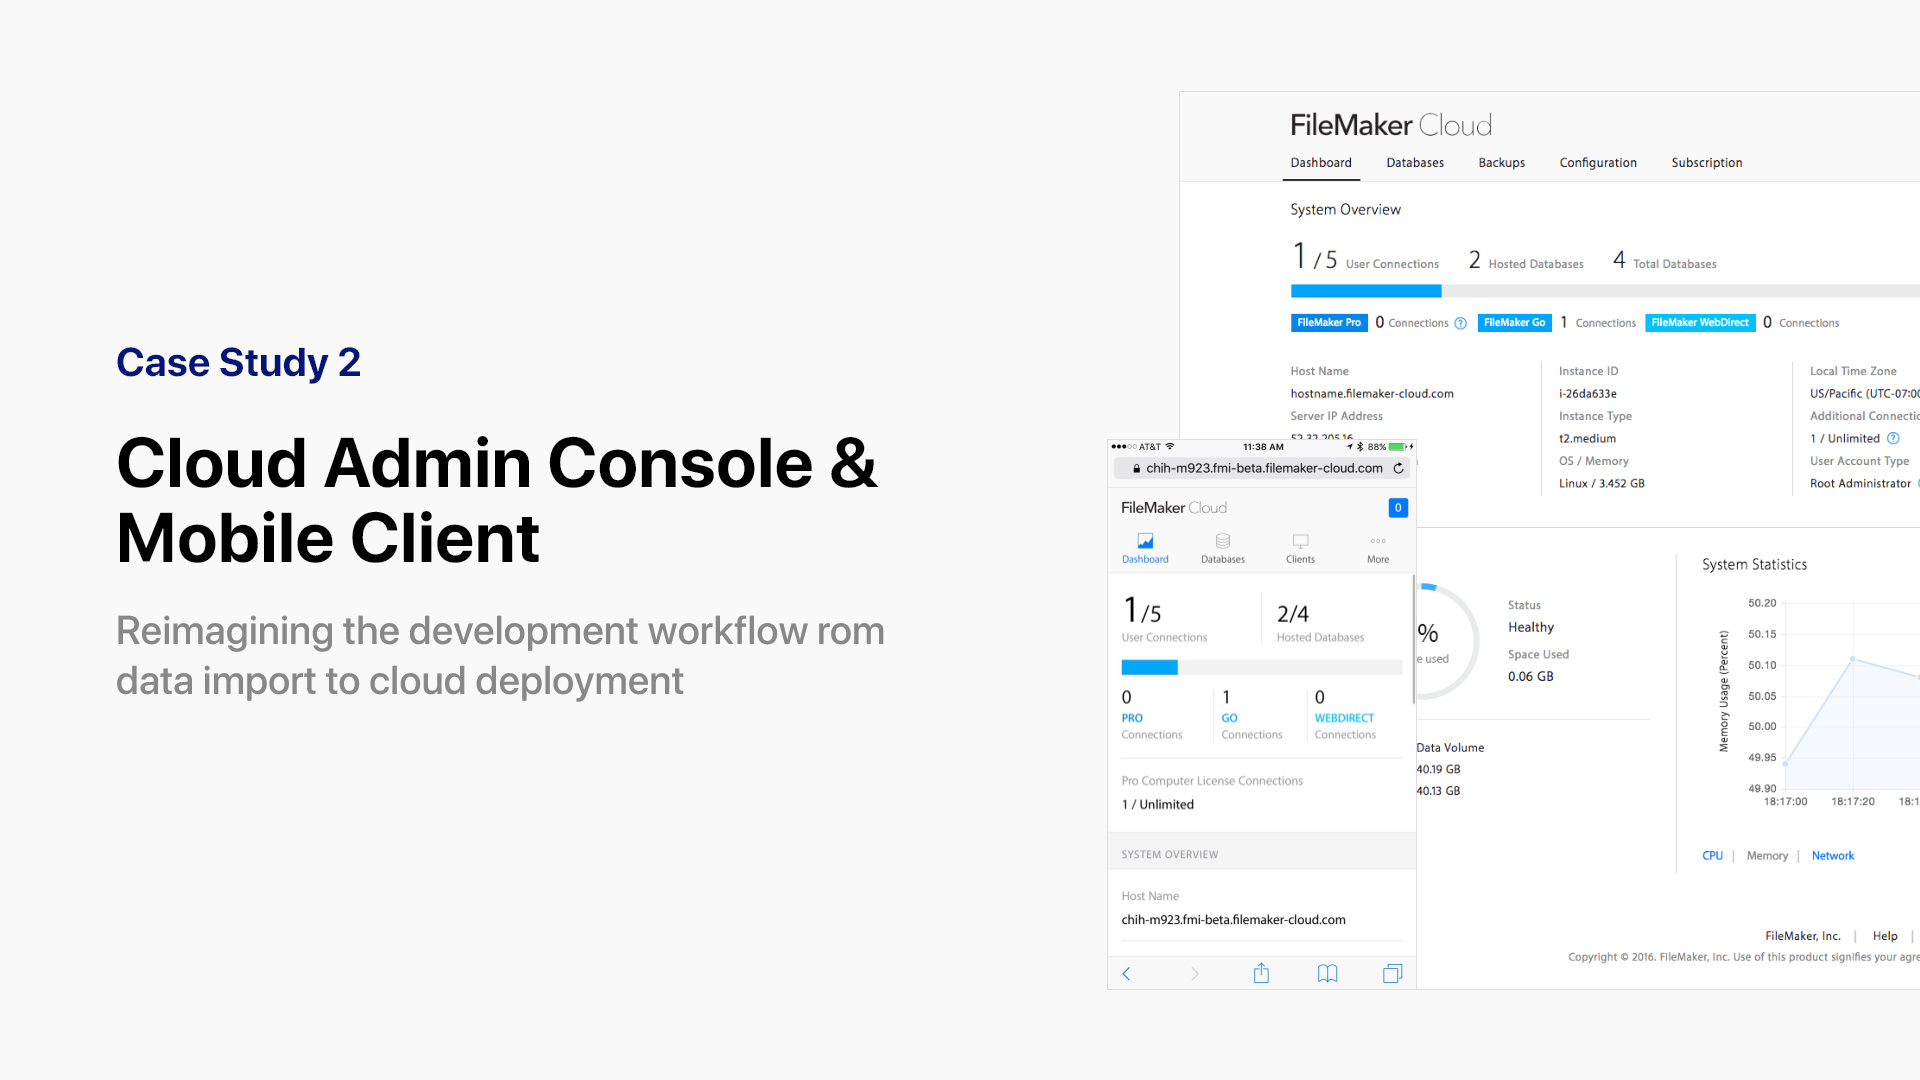 Case Study 2
Cloud Admin Console &
Mobile Client
Reimagining the development workflow rom
data import to cloud deployment
FileMaker Cloud
Dashboard Databases Backups Configuration Subscription
System Overview
1 / 5 User Connections 2 Hosted Databases 4 Total Databases
FileMaker Pro 0 Connections ? FileMaker Go 1 Connections FileMaker WebDirect 0 Connections
Host Name
hostname.filemaker-cloud.com
Server IP Address
52.32.205.16
Instance ID
i-26da633e
Instance Type
t2.medium
OS / Memory
Linux / 3.452 GB
Local Time Zone
US/Pacific (UTC-07:00
Additional Connectio
1 / Unlimited ?
User Account Type
Root Administrator
%
e used
Status
Healthy
Space Used
0.06 GB
Data Volume
40.19 GB
40.13 GB
System Statistics
Memory Usage (Percent)
50.20
50.15
50.10
50.05
50.00
49.95
49.90
18:17:00 18:17:20 18:1
CPU | Memory | Network
FileMaker, Inc. | Help |
Copyright © 2016. FileMaker, Inc. Use of this product signifies your agre
AT&T 11:38 AM 88%
chih-m923.fmi-beta.filemaker-cloud.com
FileMaker Cloud 0
Dashboard Databases Clients More
1/5 2/4
User Connections Hosted Databases
0 1 0
PRO GO WEBDIRECT
Connections Connections Connections
Pro Computer License Connections
1 / Unlimited
SYSTEM OVERVIEW
Host Name
chih-m923.fmi-beta.filemaker-cloud.com